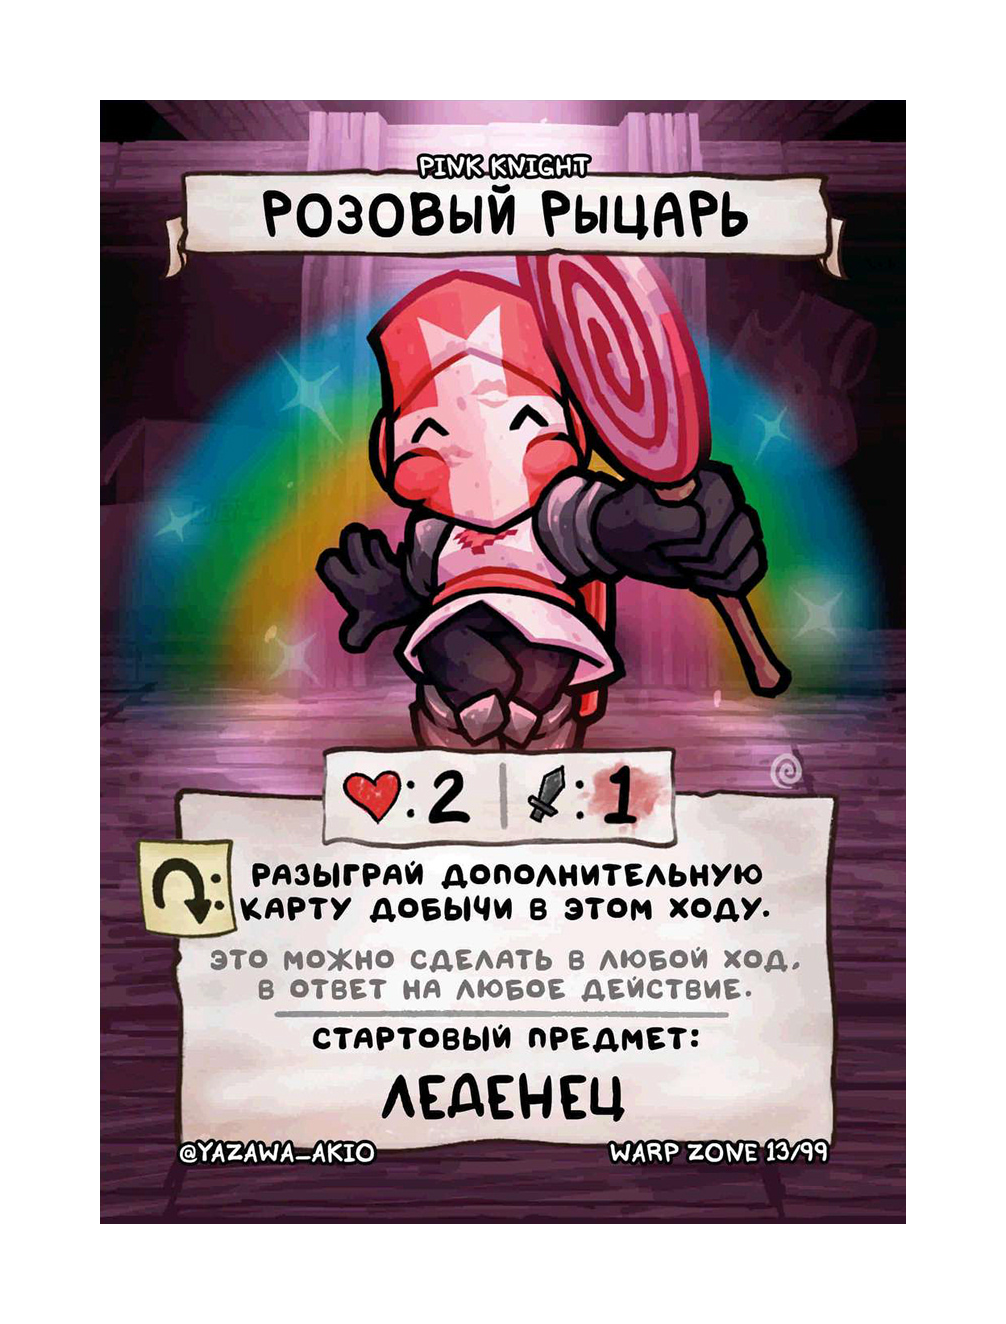 PINK KNIGHT
РОЗОВЫЙ РЫЦАРЬ
:2 | :1
: РАЗЫГРАЙ ДОПОЛНИТЕЛЬНУЮ
КАРТУ ДОБЫЧИ В ЭТОМ ХОДУ.
ЭТО МОЖНО СДЕЛАТЬ В ЛЮБОЙ ХОД,
В ОТВЕТ НА ЛЮБОЕ ДЕЙСТВИЕ.
СТАРТОВЫЙ ПРЕДМЕТ:
ЛЕДЕНЕЦ
@YAZAWA_AKIO
WARP ZONE 13/99